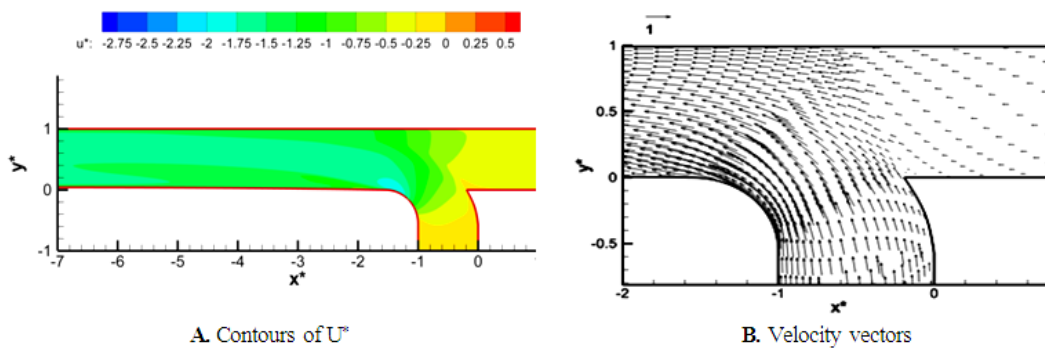 u*: -2.75 -2.5 -2.25 -2 -1.75 -1.5 -1.25 -1 -0.75 -0.5 -0.25 0 0.25 0.5
y*
1
0
-1
-7 -6 -5 -4 -3 -2 -1 0
x*
A. Contours of U*
1
y*
1
0.5
0
-0.5
-2 -1 0
x*
B. Velocity vectors